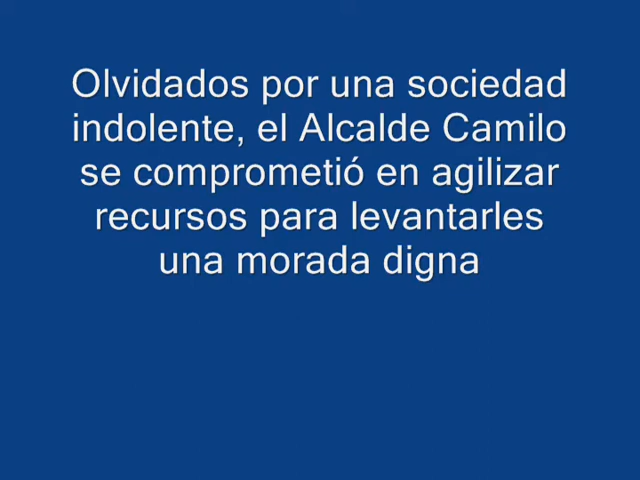 Olvidados por una sociedad
indolente, el Alcalde Camilo
se comprometió en agilizar
recursos para levantarles
una morada digna